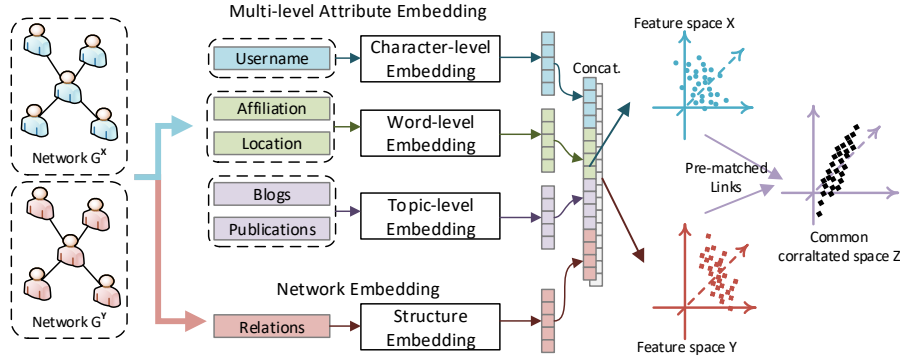 Multi-level Attribute Embedding
Network G^X
Network G^Y
Username
Character-level
Embedding
Affiliation
Location
Word-level
Embedding
Blogs
Publications
Topic-level
Embedding
Network Embedding
Relations
Structure
Embedding
Concat.
Feature space X
Pre-matched
Links
Common
corraltated space Z
Feature space Y